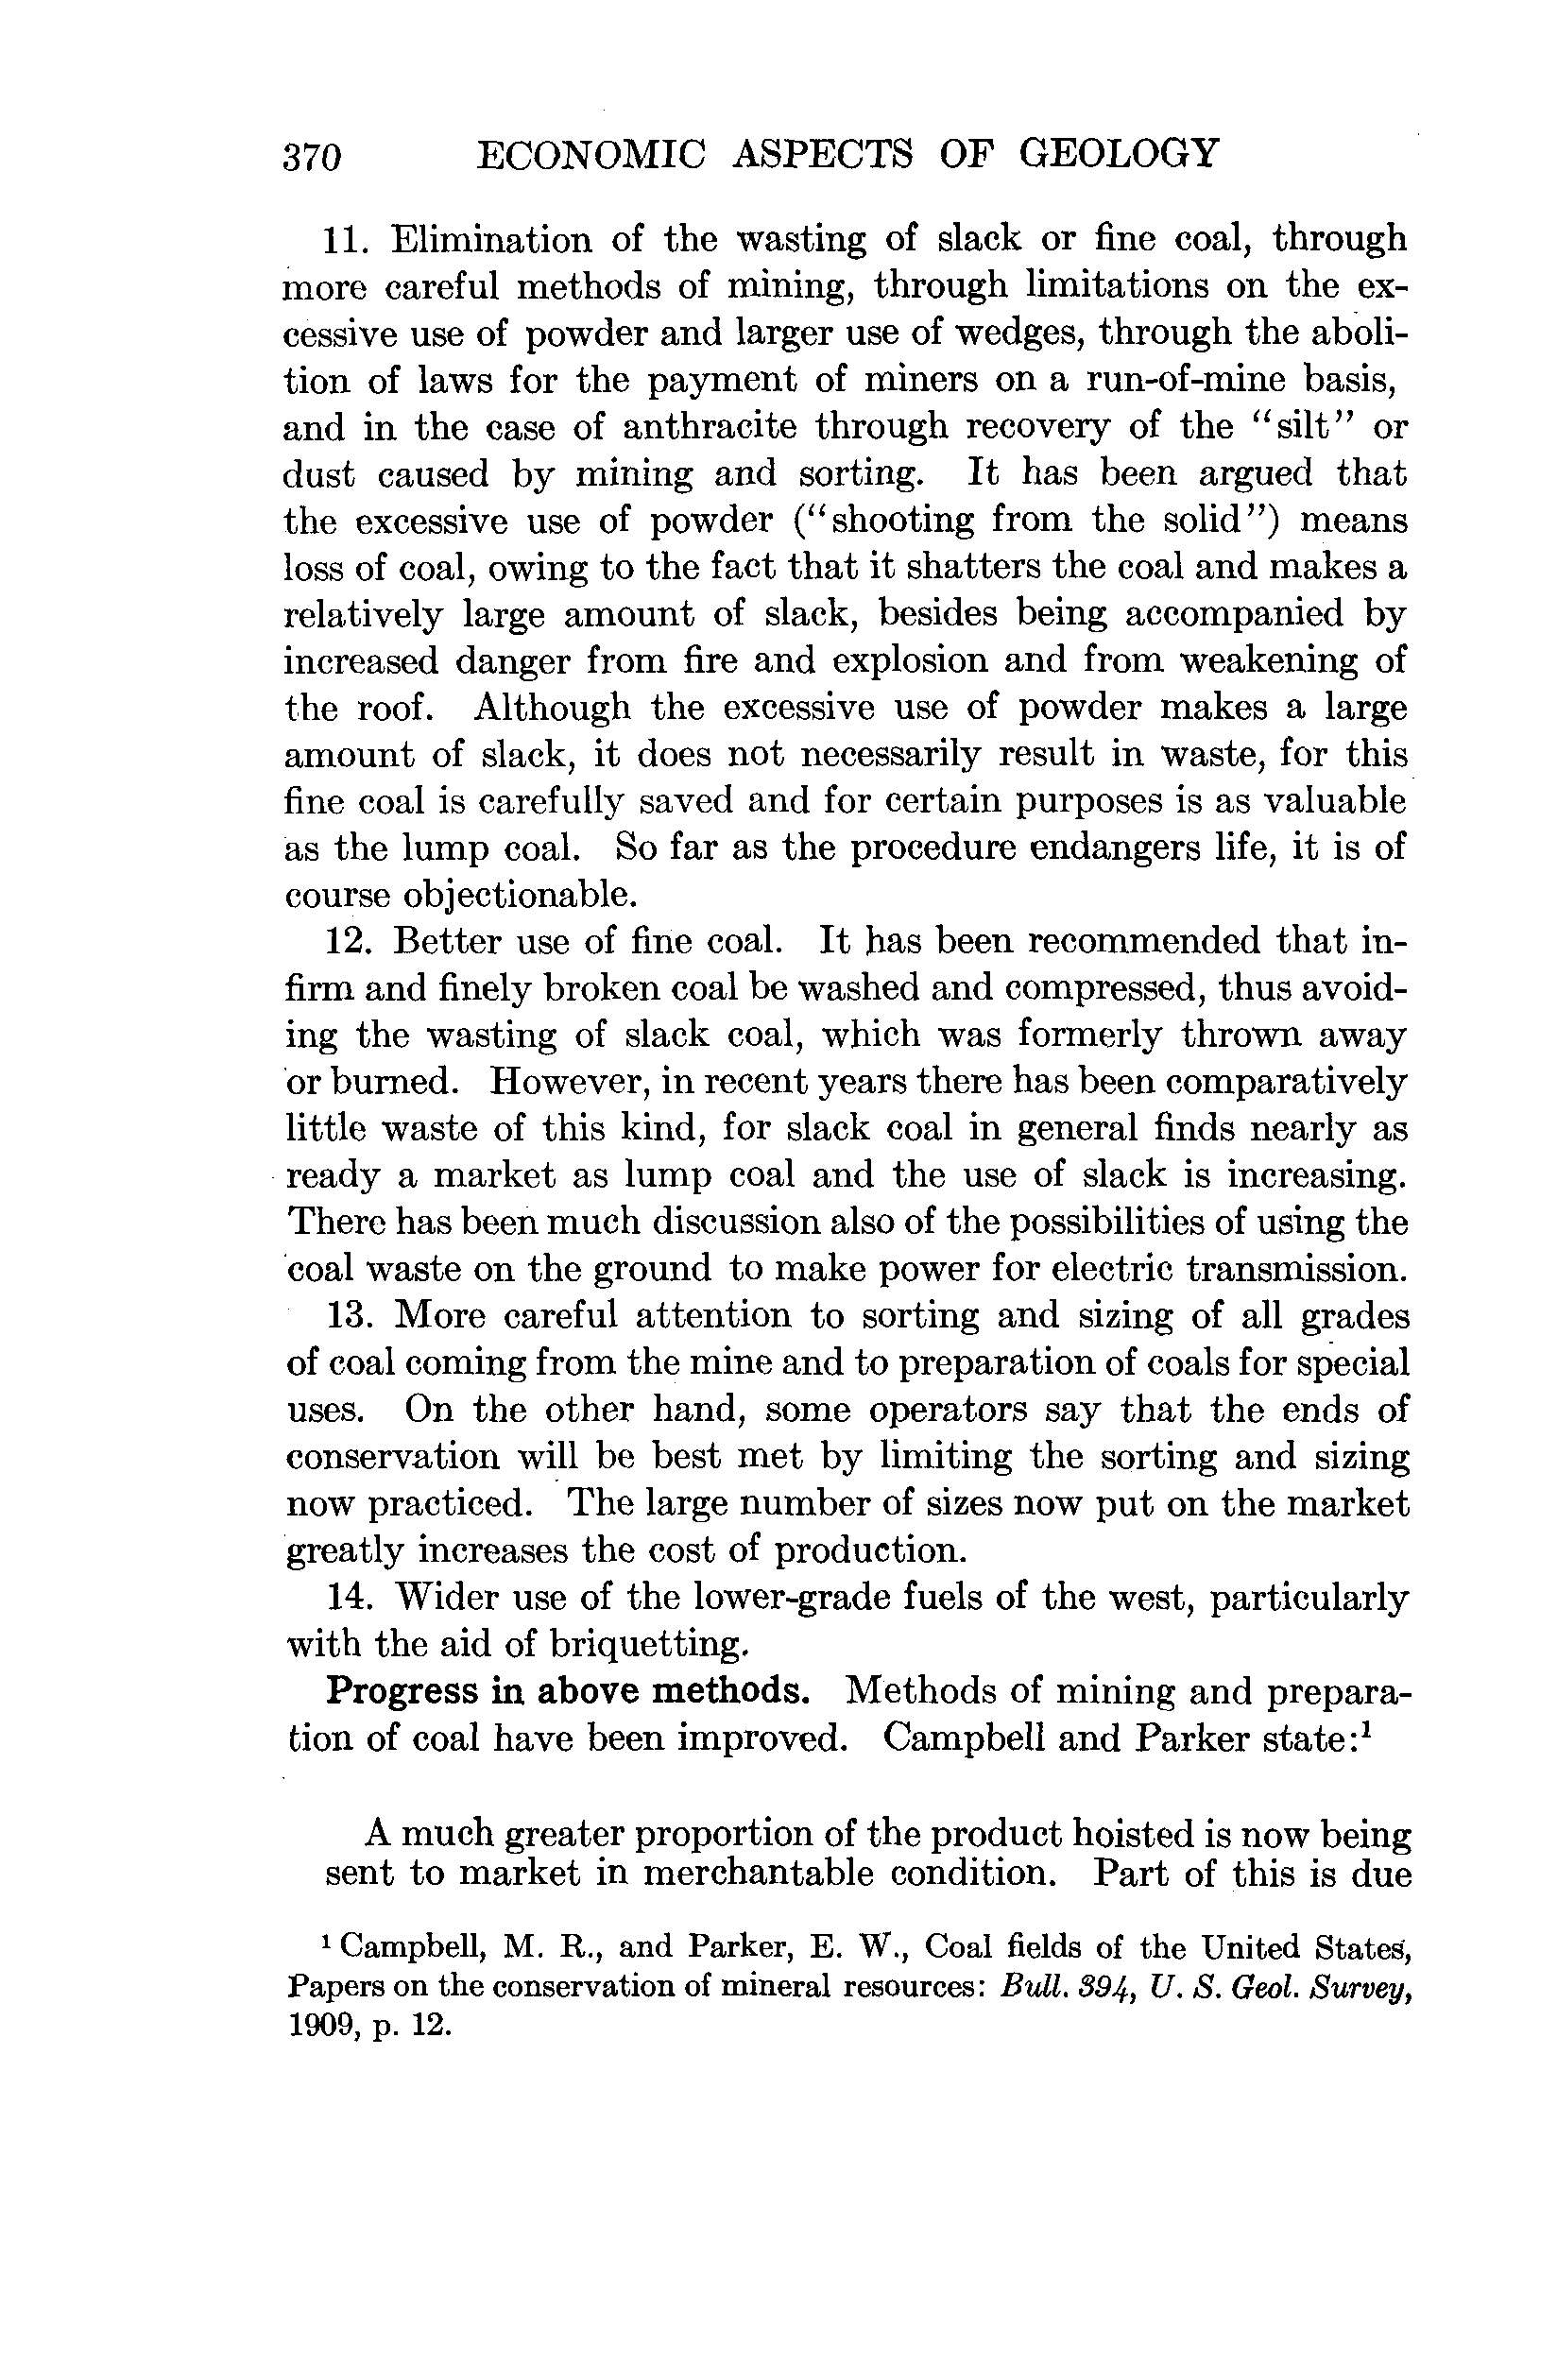 370 ECONOMIC ASPECTS OF GEOLOGY
11. Elimination of the wasting of slack or fine coal, through
more careful methods of mining, through limitations on the ex-
cessive use of powder and larger use of wedges, through the aboli-
tion of laws for the payment of miners on a run-of-mine basis,
and in the case of anthracite through recovery of the “silt” or
dust caused by mining and sorting. It has been argued that
the excessive use of powder (“shooting from the solid”) means
loss of coal, owing to the fact that it shatters the coal and makes a
relatively large amount of slack, besides being accompanied by
increased danger from fire and explosion and from weakening of
the roof. Although the excessive use of powder makes a large
amount of slack, it does not necessarily result in waste, for this
fine coal is carefully saved and for certain purposes is as valuable
as the lump coal. So far as the procedure endangers life, it is of
course objectionable.
12. Better use of fine coal. It has been recommended that in-
firm and finely broken coal be washed and compressed, thus avoid-
ing the wasting of slack coal, which was formerly thrown away
or burned. However, in recent years there has been comparatively
little waste of this kind, for slack coal in general finds nearly as
ready a market as lump coal and the use of slack is increasing.
There has been much discussion also of the possibilities of using the
coal waste on the ground to make power for electric transmission.
13. More careful attention to sorting and sizing of all grades
of coal coming from the mine and to preparation of coals for special
uses. On the other hand, some operators say that the ends of
conservation will be best met by limiting the sorting and sizing
now practiced. The large number of sizes now put on the market
greatly increases the cost of production.
14. Wider use of the lower-grade fuels of the west, particularly
with the aid of briquetting.
Progress in above methods. Methods of mining and prepara-
tion of coal have been improved. Campbell and Parker state:¹
A much greater proportion of the product hoisted is now being
sent to market in merchantable condition. Part of this is due
¹ Campbell, M. R., and Parker, E. W., Coal fields of the United States,
Papers on the conservation of mineral resources: Bull. 394, U. S. Geol. Survey,
1909, p. 12.